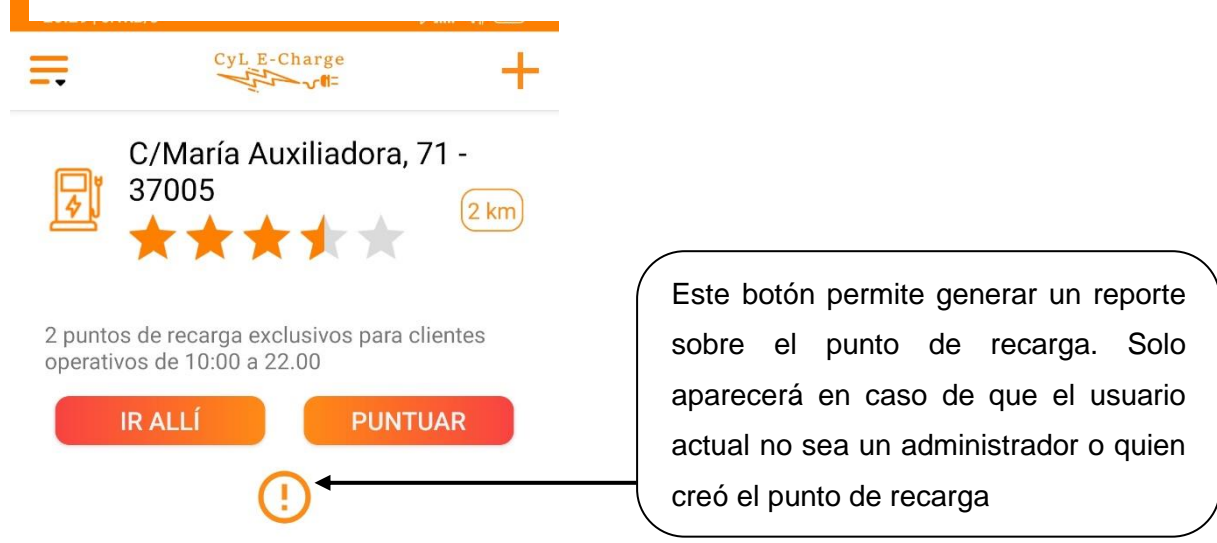 CyL E-Charge
C/María Auxiliadora, 71 -
37005
2 km
2 puntos de recarga exclusivos para clientes
operativos de 10:00 a 22.00
IR ALLÍ
PUNTUAR
Este botón permite generar un reporte
sobre el punto de recarga. Solo
aparecerá en caso de que el usuario
actual no sea un administrador o quien
creó el punto de recarga